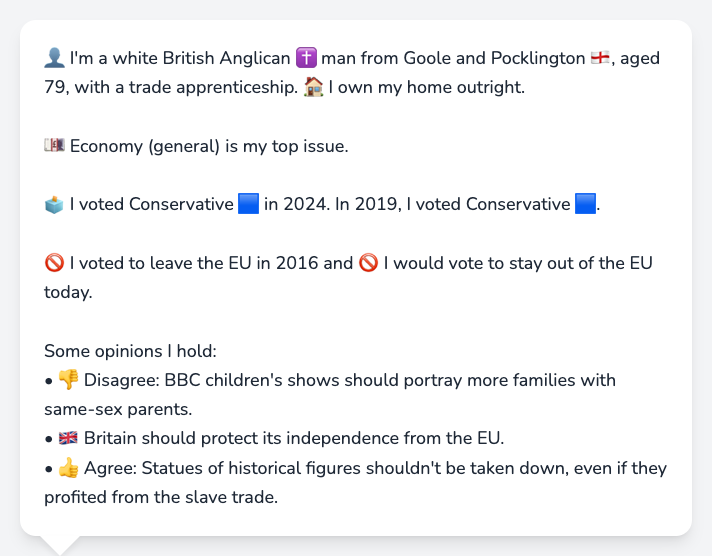 👤 I'm a white British Anglican ✝️ man from Goole and Pocklington 🏴󠁧󠁢󠁥󠁮󠁧󠁿, aged
79, with a trade apprenticeship. 🏠 I own my home outright.
💷 Economy (general) is my top issue.
🗳️ I voted Conservative 🟦 in 2024. In 2019, I voted Conservative 🟦.
🚫 I voted to leave the EU in 2016 and 🚫 I would vote to stay out of the EU
today.
Some opinions I hold:
• 👎 Disagree: BBC children's shows should portray more families with
same-sex parents.
• 🇬🇧 Britain should protect its independence from the EU.
• 👍 Agree: Statues of historical figures shouldn't be taken down, even if they
profited from the slave trade.